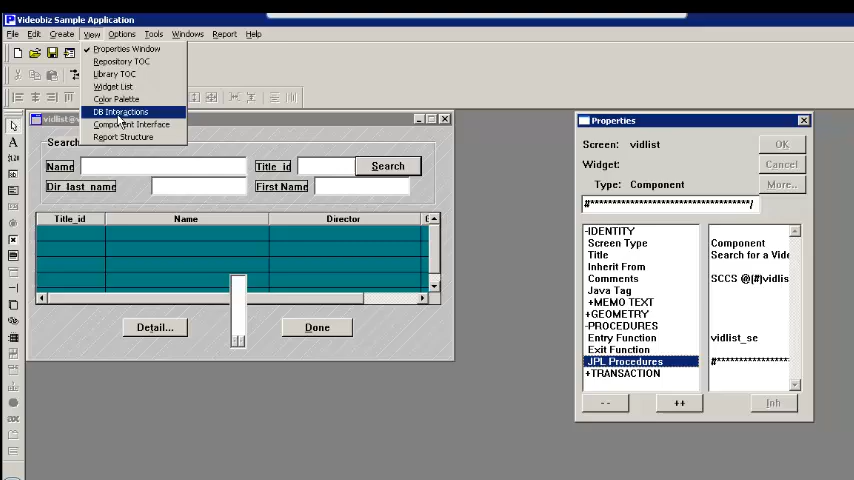 Videobiz Sample Application
File Edit Create View Options Tools Windows Report Help
Properties Window
Repository TOC
Library TOC
Widget List
Color Palette
DB Interactions
Component Interface
Report Structure
Search
Name Title_id Search
Dir_last_name First Name
Title_id Name Director
Detail... Done
Properties
Screen: vidlist OK
Widget: Cancel
Type: Component More..
-IDENTITY
Screen Type Component
Title Search for a Vide
Inherit From
Comments SCCS @(#)vidlis
Java Tag
+MEMO TEXT
+GEOMETRY
-PROCEDURES
Entry Function vidlist_se
Exit Function
JPL Procedures
+TRANSACTION
-- ++ Inh